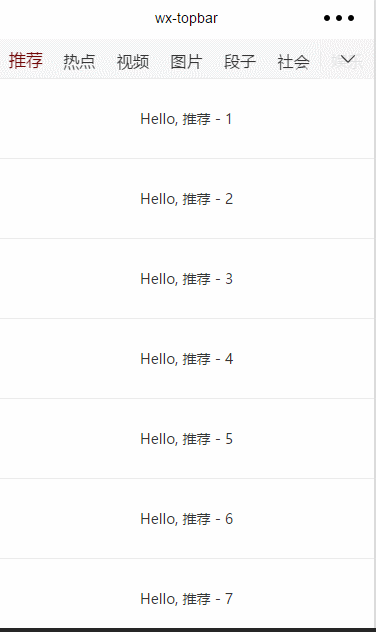 wx-topbar
推荐 热点 视频 图片 段子 社会 娱乐
Hello, 推荐 - 1
Hello, 推荐 - 2
Hello, 推荐 - 3
Hello, 推荐 - 4
Hello, 推荐 - 5
Hello, 推荐 - 6
Hello, 推荐 - 7